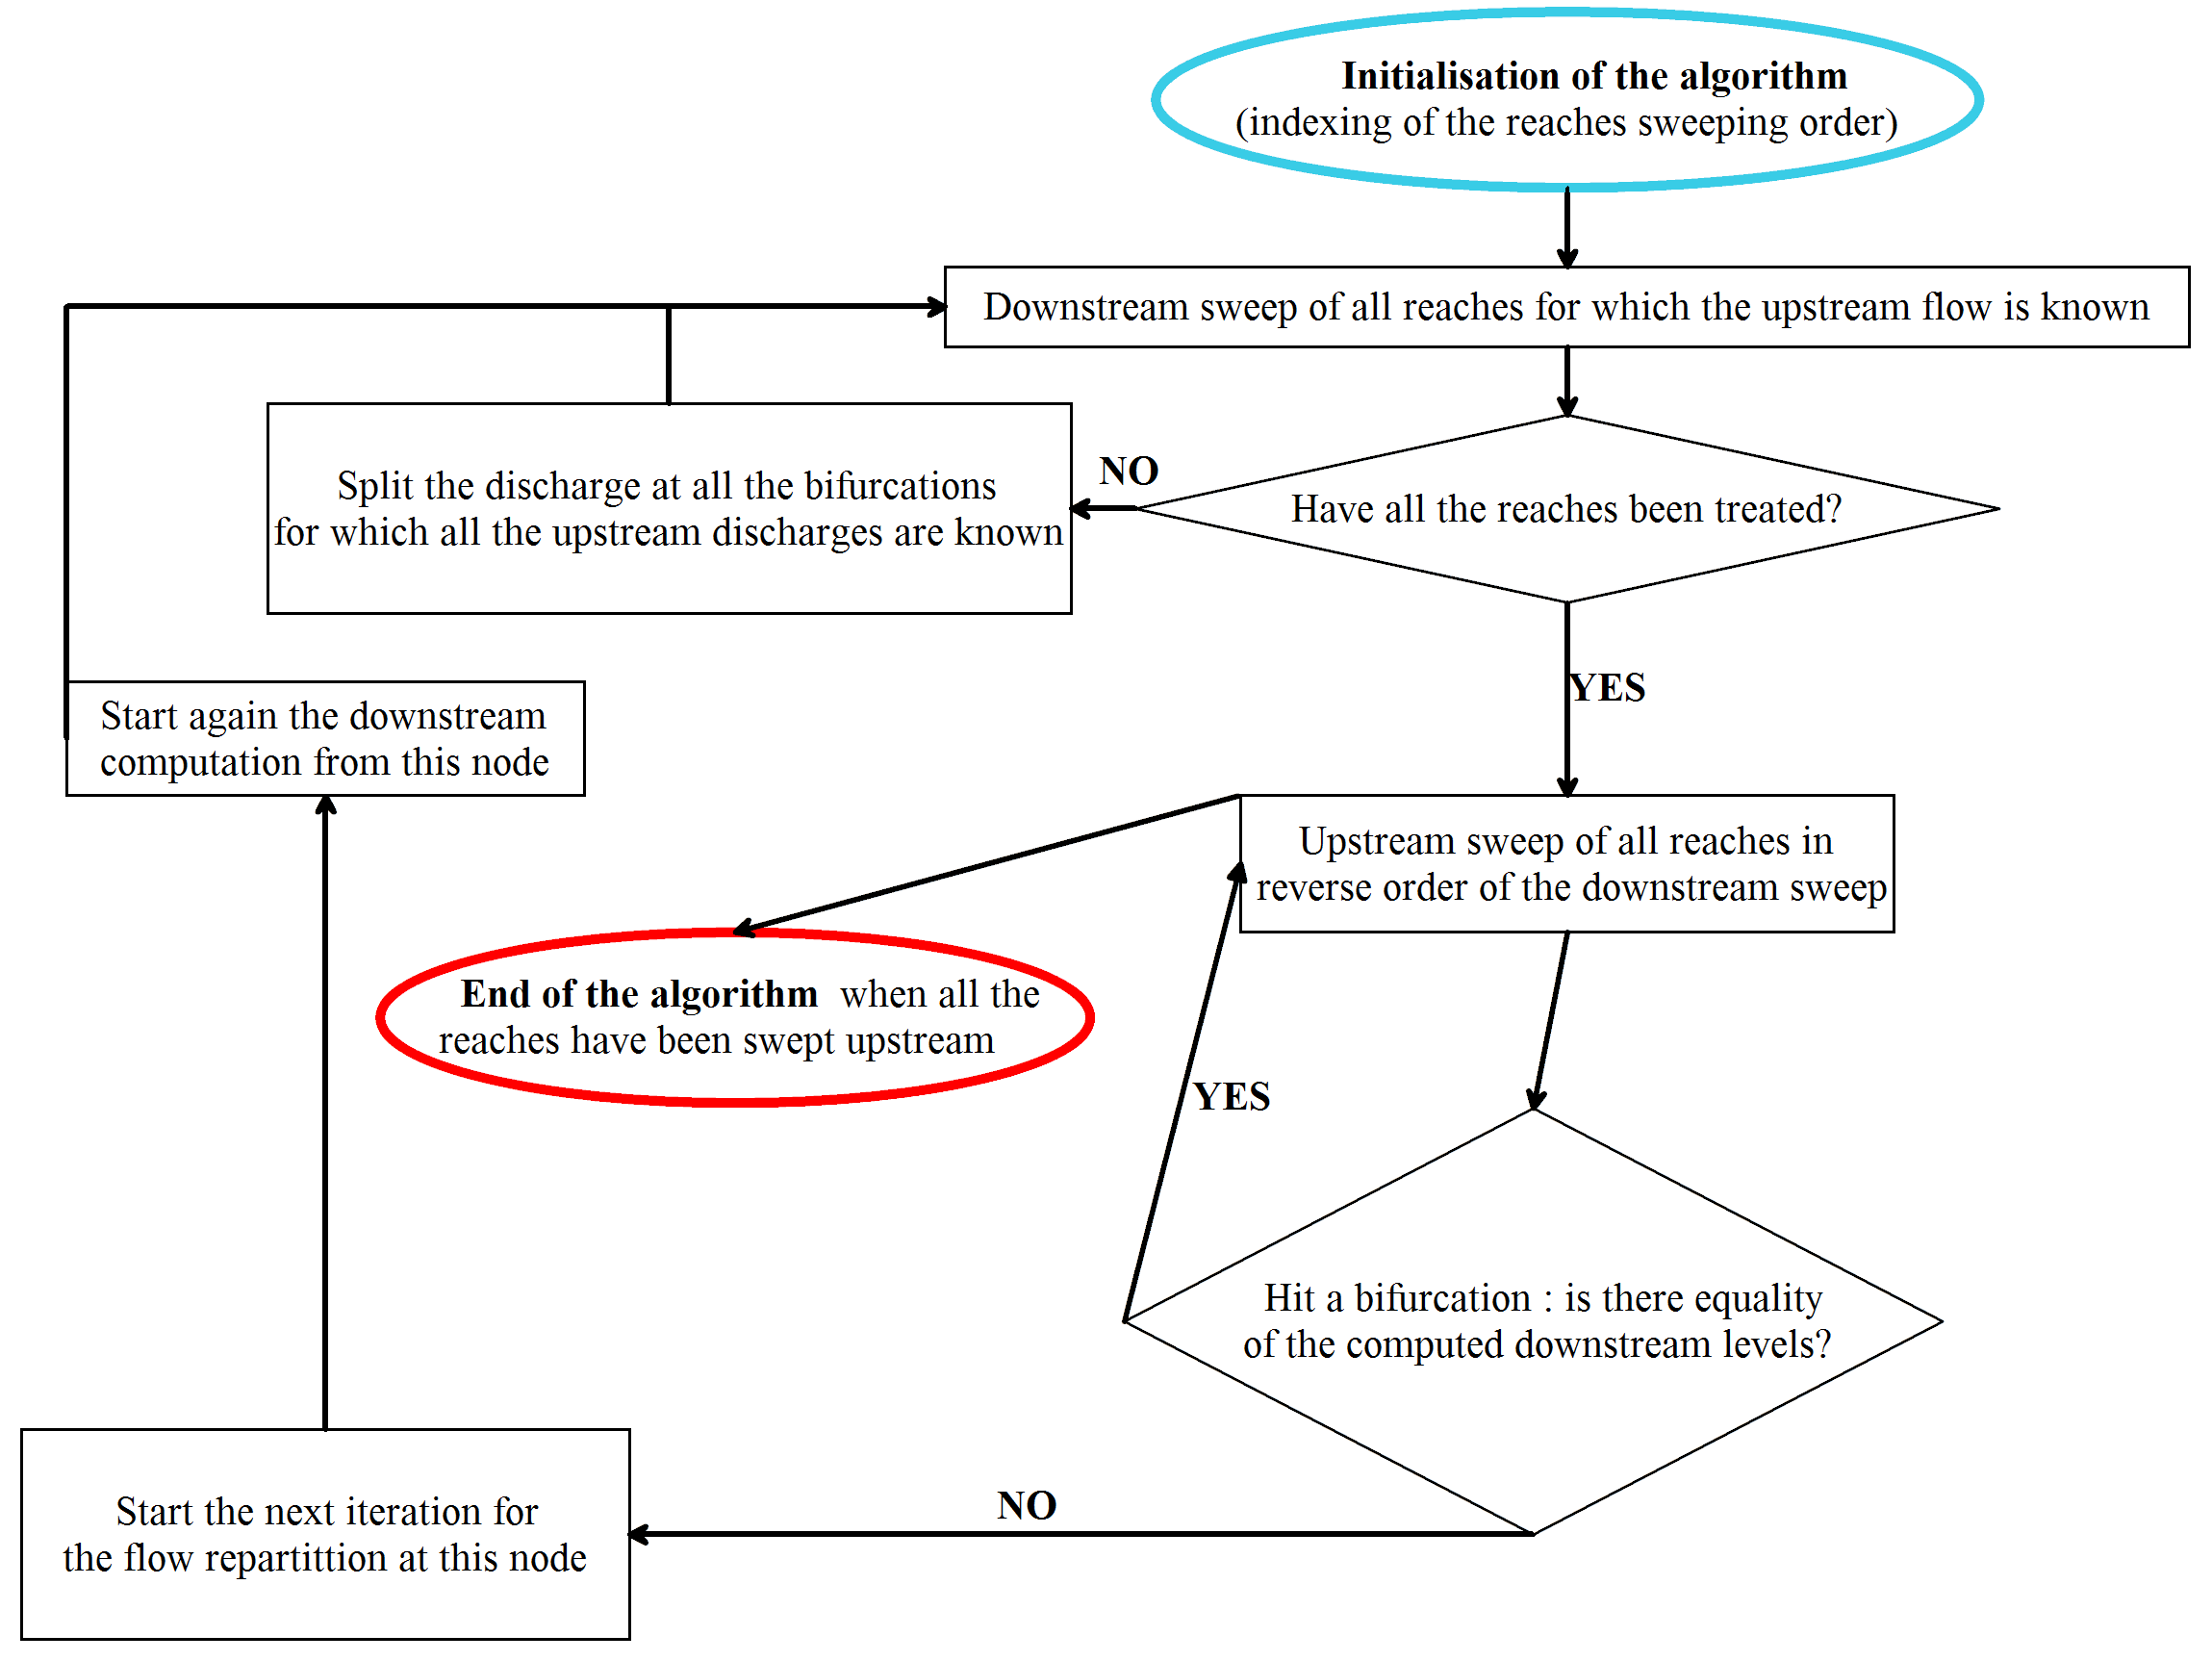 Initialisation of the algorithm
(indexing of the reaches sweeping order)
Downstream sweep of all reaches for which the upstream flow is known
NO
Split the discharge at all the bifurcations
for which all the upstream discharges are known
Have all the reaches been treated?
YES
Start again the downstream
computation from this node
Upstream sweep of all reaches in
reverse order of the downstream sweep
End of the algorithm when all the
reaches have been swept upstream
YES
Hit a bifurcation : is there equality
of the computed downstream levels?
NO
Start the next iteration for
the flow repartittion at this node